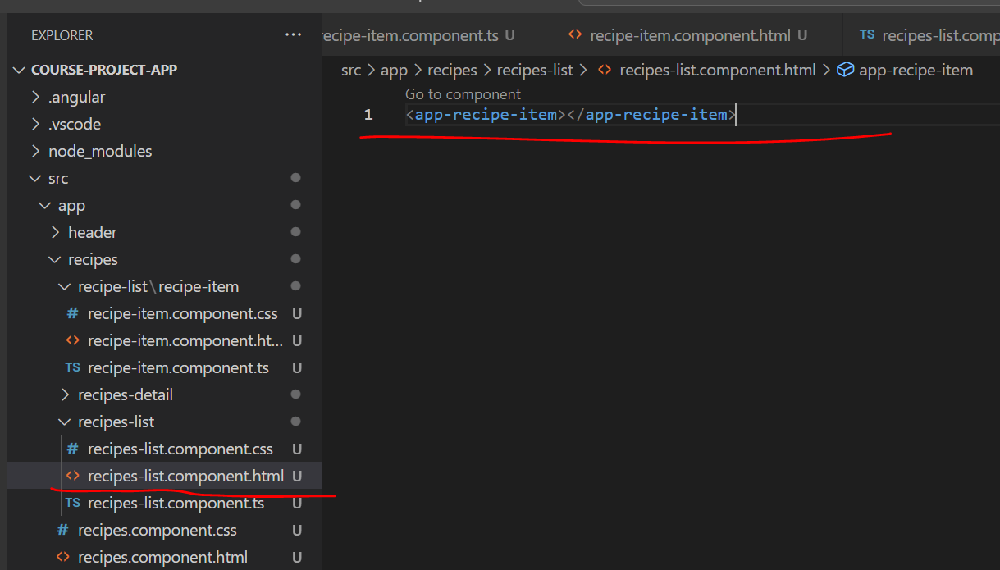 EXPLORER ···
COURSE-PROJECT-APP
.angular
.vscode
node_modules
src
app
header
recipes
recipe-list\recipe-item
# recipe-item.component.css U
<> recipe-item.component.ht... U
TS recipe-item.component.ts U
recipes-detail
recipes-list
# recipes-list.component.css U
<> recipes-list.component.html U
TS recipes-list.component.ts U
# recipes.component.css U
<> recipes.component.html U
ecipe-item.component.ts U <> recipe-item.component.html U TS recipes-list.comp
src > app > recipes > recipes-list > <> recipes-list.component.html > app-recipe-item
Go to component
1 <app-recipe-item></app-recipe-item>